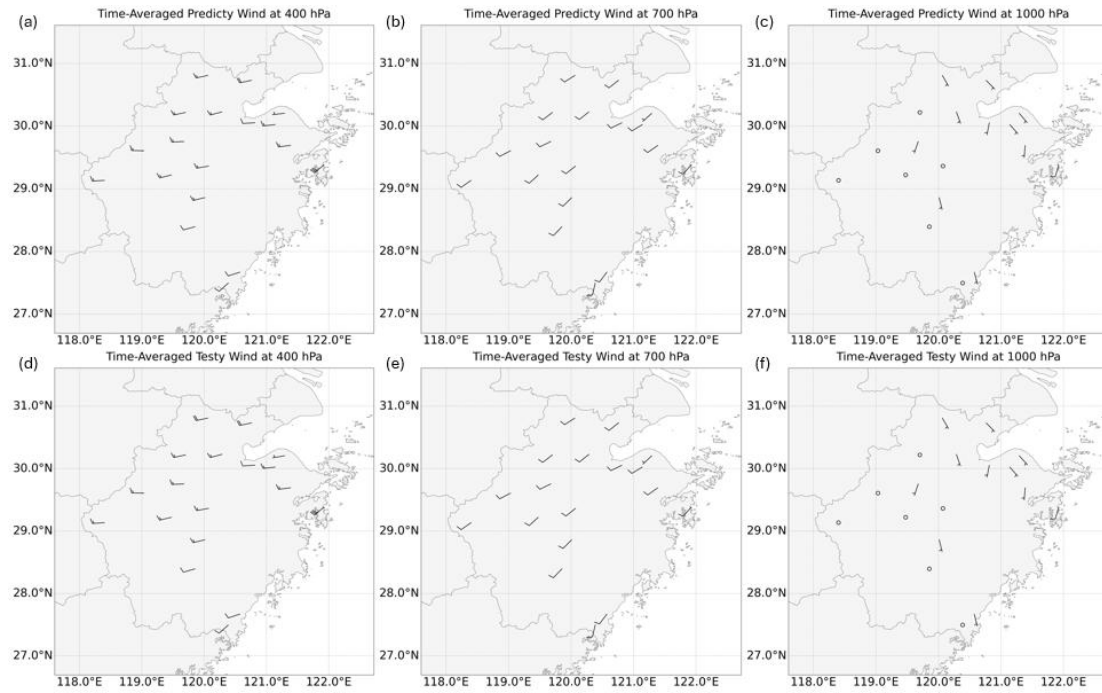 (a) Time-Averaged Predicty Wind at 400 hPa
31.0°N
30.0°N
29.0°N
28.0°N
27.0°N
118.0°E 119.0°E 120.0°E 121.0°E 122.0°E
(b) Time-Averaged Predicty Wind at 700 hPa
31.0°N
30.0°N
29.0°N
28.0°N
27.0°N
118.0°E 119.0°E 120.0°E 121.0°E 122.0°E
(c) Time-Averaged Predicty Wind at 1000 hPa
31.0°N
30.0°N
29.0°N
28.0°N
27.0°N
118.0°E 119.0°E 120.0°E 121.0°E 122.0°E
(d) Time-Averaged Testy Wind at 400 hPa
31.0°N
30.0°N
29.0°N
28.0°N
27.0°N
118.0°E 119.0°E 120.0°E 121.0°E 122.0°E
(e) Time-Averaged Testy Wind at 700 hPa
31.0°N
30.0°N
29.0°N
28.0°N
27.0°N
118.0°E 119.0°E 120.0°E 121.0°E 122.0°E
(f) Time-Averaged Testy Wind at 1000 hPa
31.0°N
30.0°N
29.0°N
28.0°N
27.0°N
118.0°E 119.0°E 120.0°E 121.0°E 122.0°E